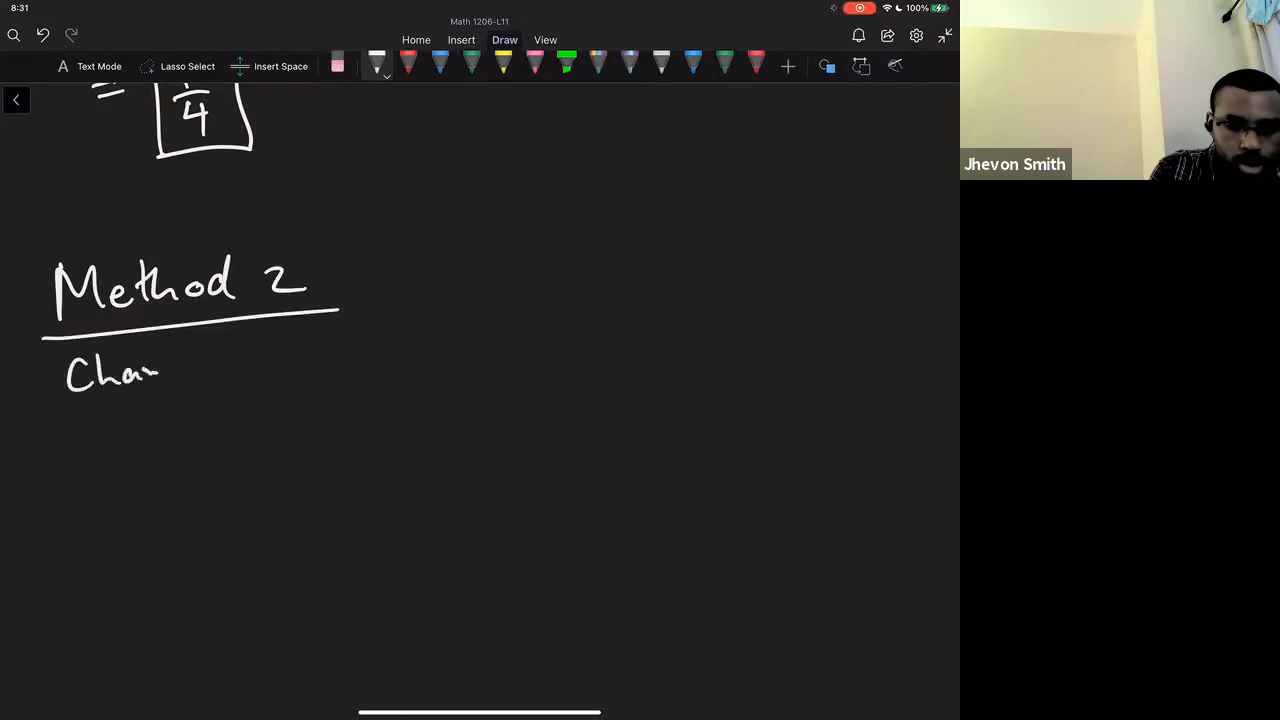 8:31
100%
Math 1206-L11
Home Insert Draw View
A Text Mode Lasso Select Insert Space
=
4
Jhevon Smith
Method 2
Chan